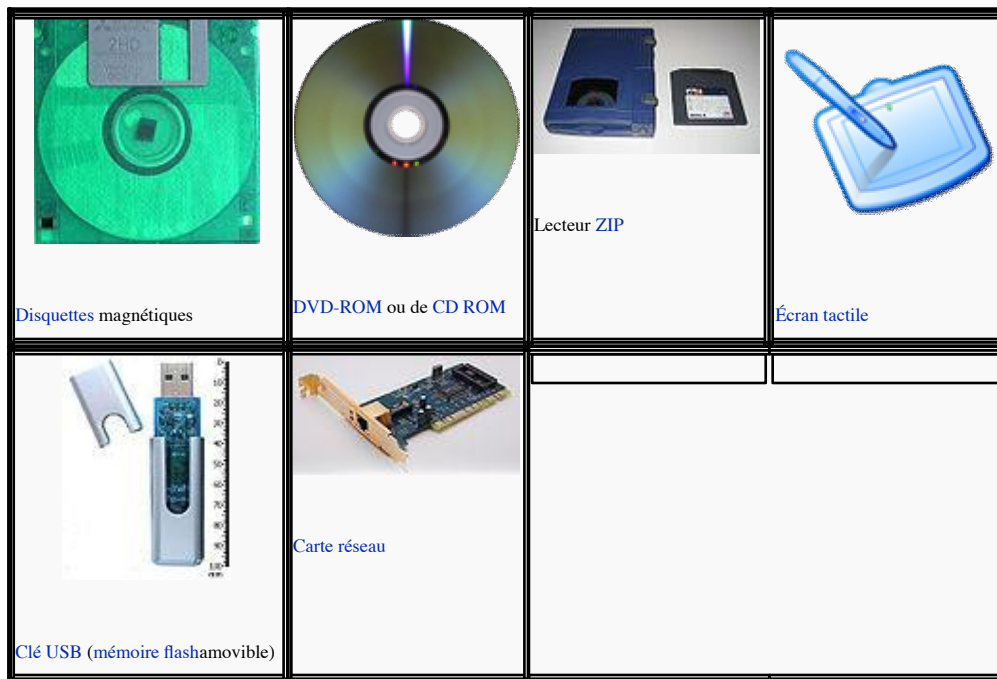 2HD
Disquettes magnétiques
DVD-ROM ou de CD ROM
Lecteur ZIP
Écran tactile
Clé USB (mémoire flashamovible)
Carte réseau